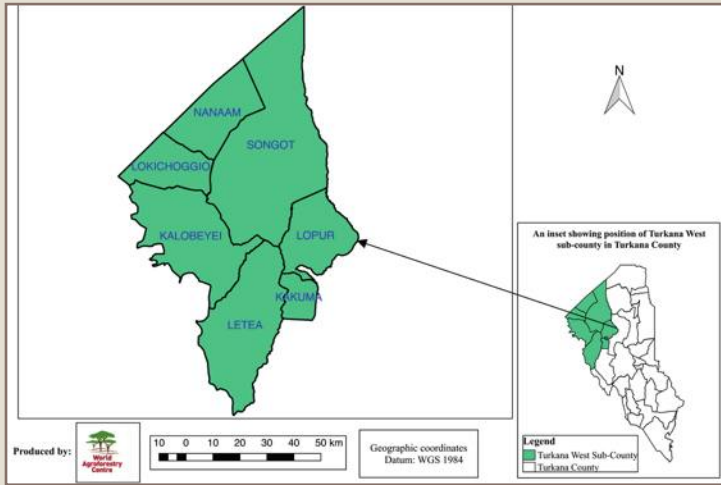 N
NANAAM
SONGOT
LOKICHOGGIO
KALOBEYEI
LOPUR
KAKUMA
LETEA
An inset showing position of Turkana West
sub-county in Turkana County
Legend
Turkana West Sub-County
Turkana County
Produced by:
World
Agroforestry
Centre
10 0 10 20 30 40 50 km
Geographic coordinates
Datum: WGS 1984